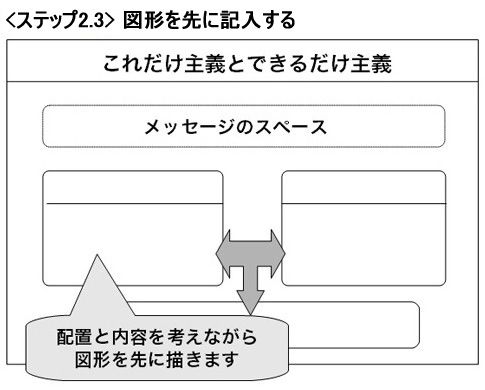 <ステップ2.3> 図形を先に記入する
これだけ主義とできるだけ主義
メッセージのスペース
配置と内容を考えながら
図形を先に描きます